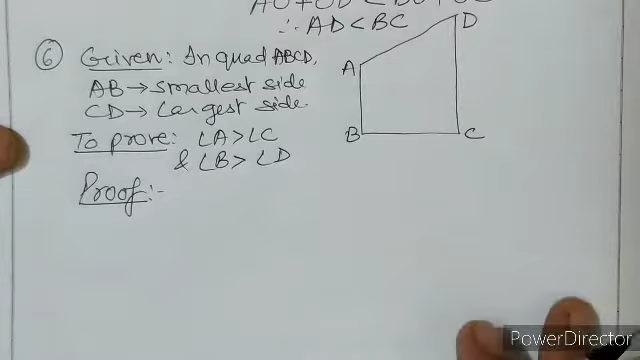 ∴ AD < BC
⑥ Given: In quad ABCD,
AB → smallest side
CD → Largest side
To prove: ∠A > ∠C
& ∠B > ∠D
Proof:-
A
B
C
D
PowerDirector